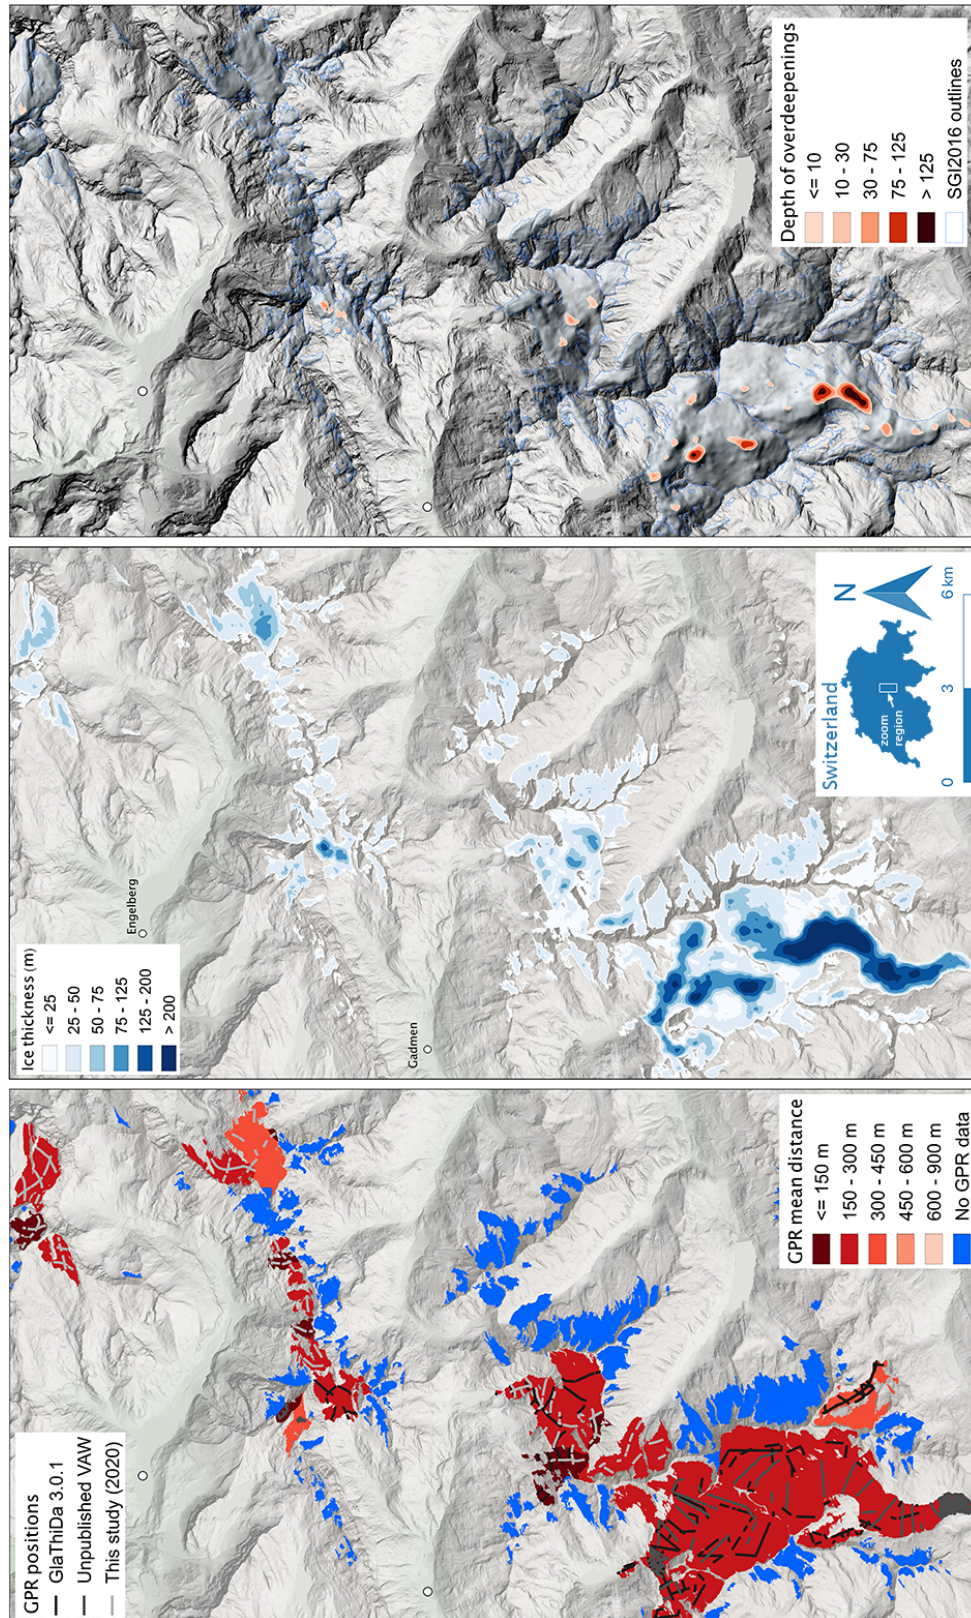 GPR positions
GlaThiDa 3.0.1
Unpublished VAW
This study (2020)
GPR mean distance
<= 150 m
150 - 300 m
300 - 450 m
450 - 600 m
600 - 900 m
No GPR data
Ice thickness (m)
<= 25
25 - 50
50 - 75
75 - 125
125 - 200
> 200
Engelberg
Gadmen
Switzerland
zoom
region
N
0
3
6 km
Depth of overdeepenings
<= 10
10 - 30
30 - 75
75 - 125
> 125
SGI2016 outlines